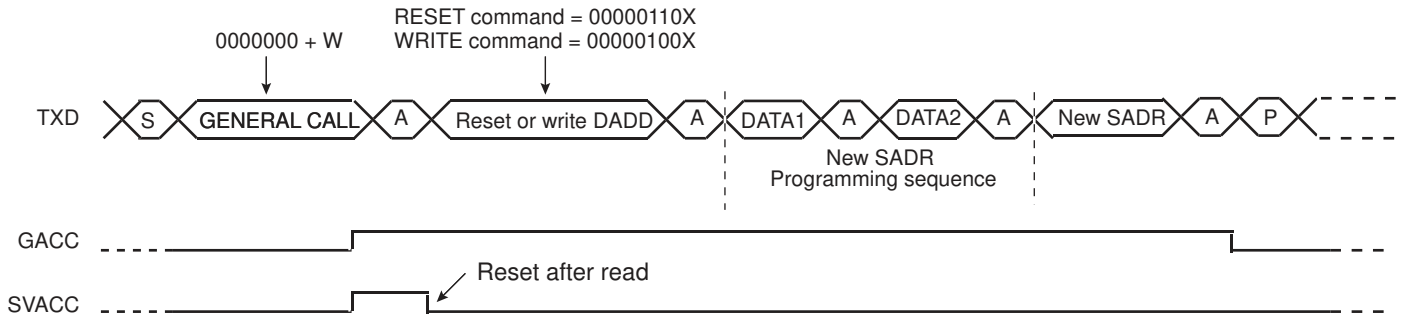 RESET command = 00000110X
0000000 + W WRITE command = 00000100X
TXD S GENERAL CALL A Reset or write DADD A DATA1 A DATA2 A New SADR A P
New SADR
Programming sequence
GACC
Reset after read
SVACC